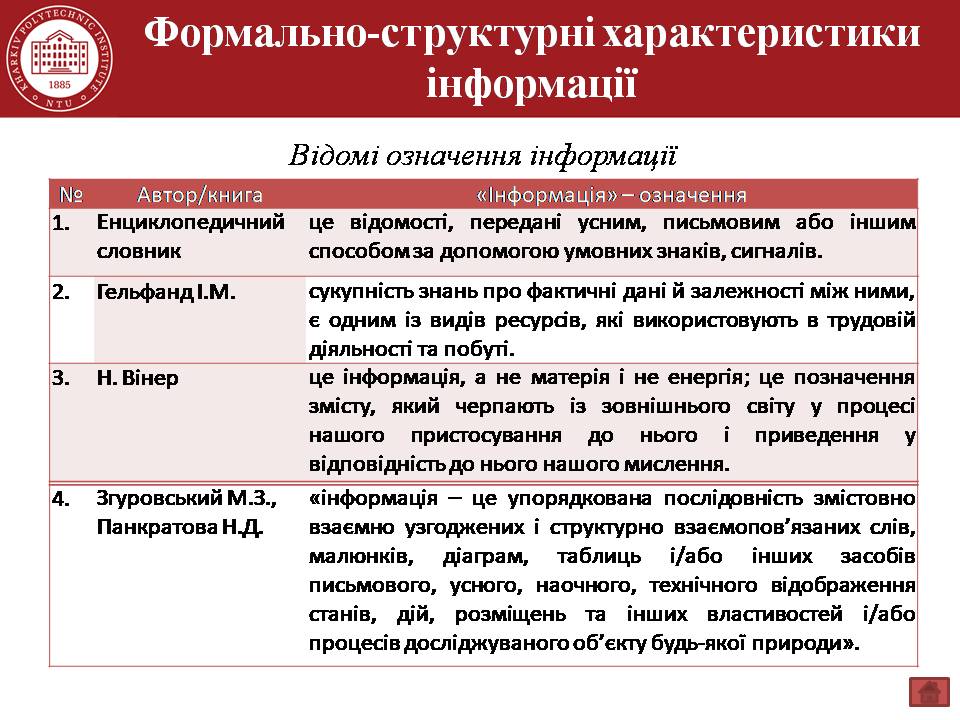 KHARKIV POLYTECHNIC INSTITUTE
1885
NTU
Формально-структурні характеристики
інформації
Відомі означення інформації
№ Автор/книга «Інформація» – означення
1. Енциклопедичний це відомості, передані усним, письмовим або іншим
словник способом за допомогою умовних знаків, сигналів.
2. Гельфанд І.М. сукупність знань про фактичні дані й залежності між ними,
є одним із видів ресурсів, які використовують в трудовій
діяльності та побуті.
3. Н. Вінер це інформація, а не матерія і не енергія; це позначення
змісту, який черпають із зовнішнього світу у процесі
нашого пристосування до нього і приведення у
відповідність до нього нашого мислення.
4. Згуровський М.З., «інформація – це упорядкована послідовність змістовно
Панкратова Н.Д. взаємно узгоджених і структурно взаємопов’язаних слів,
малюнків, діаграм, таблиць і/або інших засобів
письмового, усного, наочного, технічного відображення
станів, дій, розміщень та інших властивостей і/або
процесів досліджуваного об’єкту будь-якої природи».